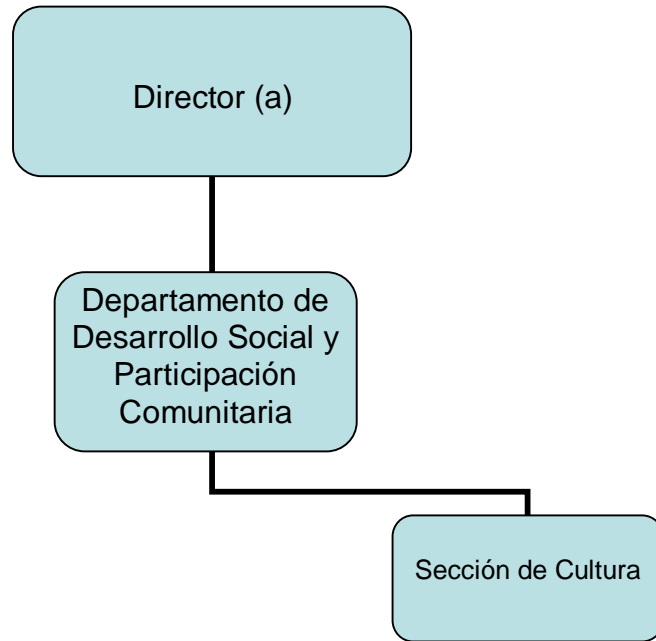 Director (a)
Departamento de
Desarrollo Social y
Participación
Comunitaria
Sección de Cultura